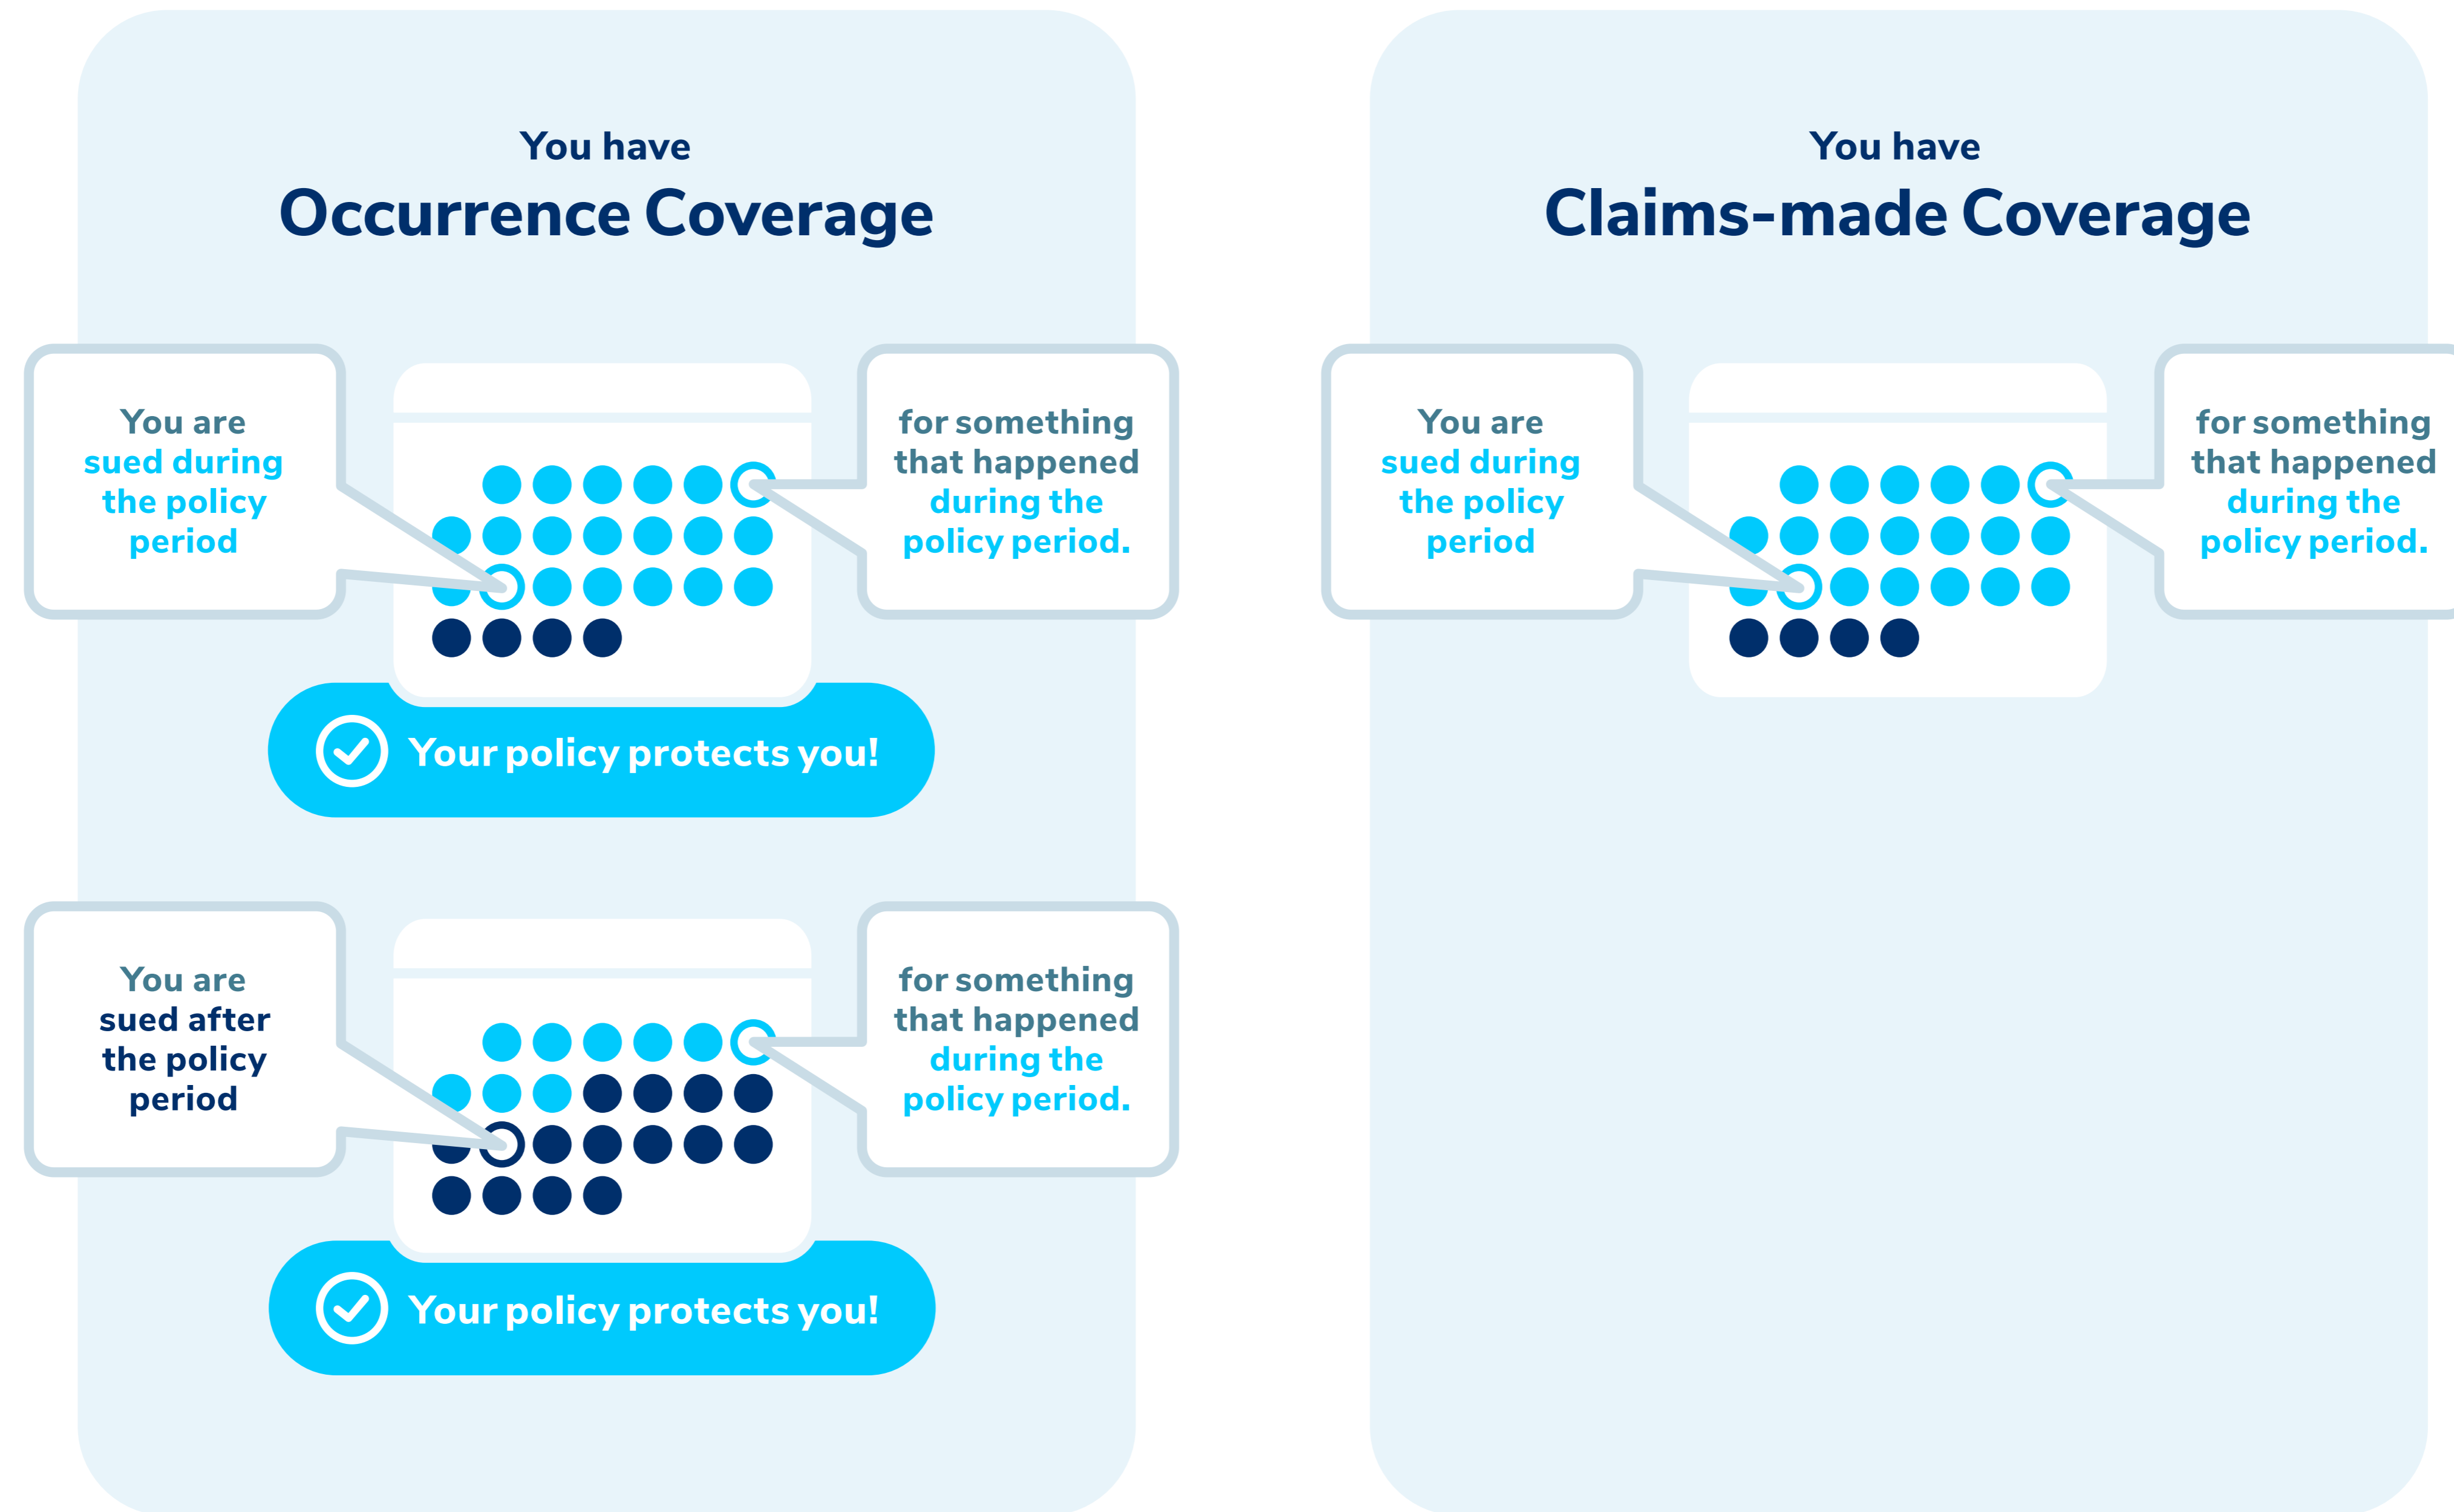 You have
Occurrence Coverage
You are
sued during
the policy
period
for something
that happened
during the
policy period.
Your policy protects you!
You are
sued after
the policy
period
for something
that happened
during the
policy period.
Your policy protects you!
You have
Claims-made Coverage
You are
sued during
the policy
period
for something
that happened
during the
policy period.